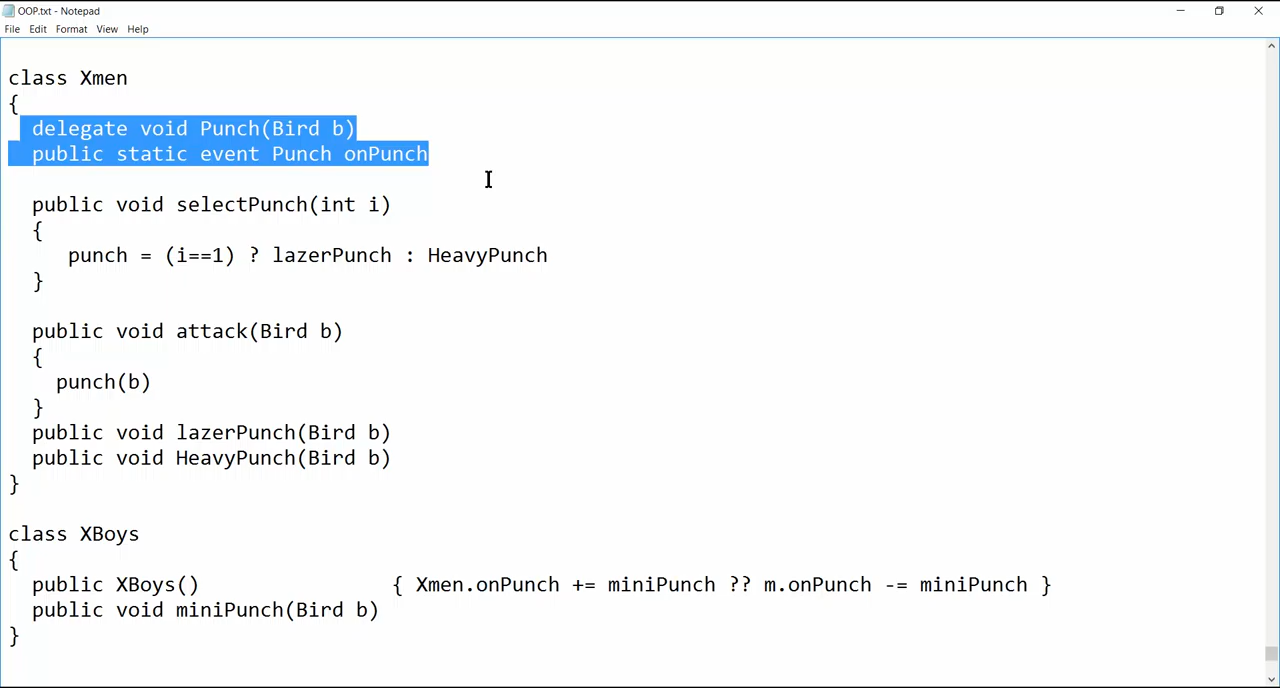 OOP.txt - Notepad
File Edit Format View Help
class Xmen
{
delegate void Punch(Bird b)
public static event Punch onPunch
public void selectPunch(int i)
{
punch = (i==1) ? lazerPunch : HeavyPunch
}
public void attack(Bird b)
{
punch(b)
}
public void lazerPunch(Bird b)
public void HeavyPunch(Bird b)
}
class XBoys
{
public XBoys() { Xmen.onPunch += miniPunch ?? m.onPunch -= miniPunch }
public void miniPunch(Bird b)
}